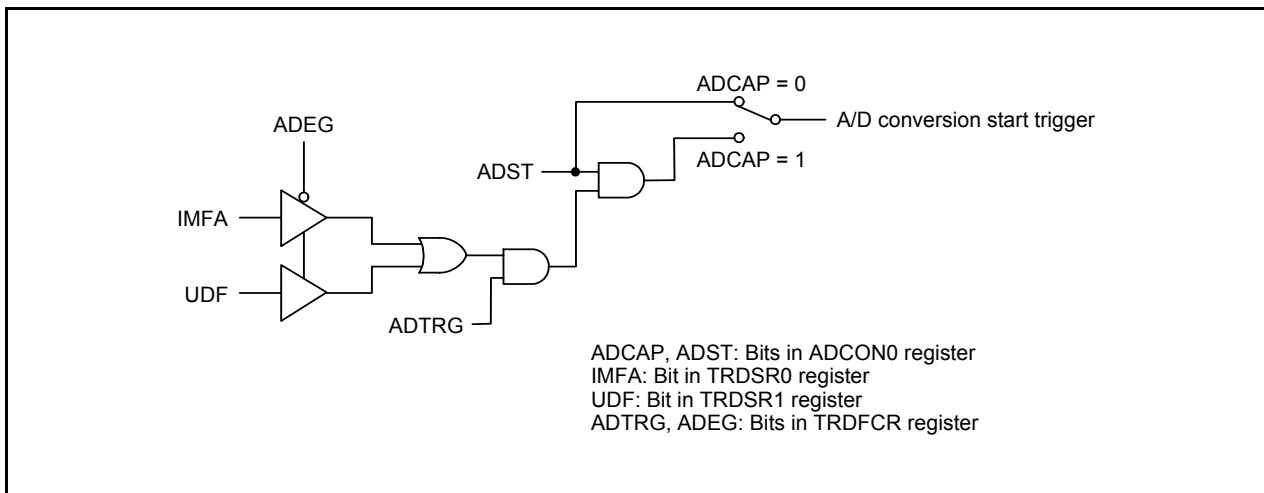 ADCAP = 0
A/D conversion start trigger
ADEG
ADCAP = 1
ADST
IMFA
UDF
ADTRG
ADCAP, ADST: Bits in ADCON0 register
IMFA: Bit in TRDSR0 register
UDF: Bit in TRDSR1 register
ADTRG, ADEG: Bits in TRDFCR register